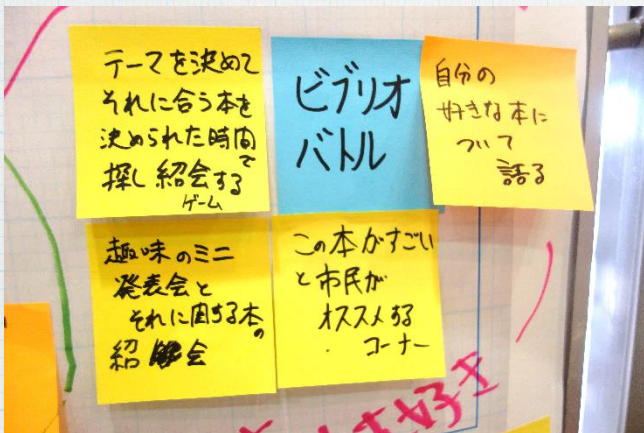 テーマを決めて
それに合う本を
決められた時間で
探し紹会する
ゲーム
ビブリオ
バトル
自分の
好きな本に
ついて
語る
趣味のミニ
発表会と
それに関する本の
紹会
この本がすごい
と市民が
オススメする
コーナー
好き